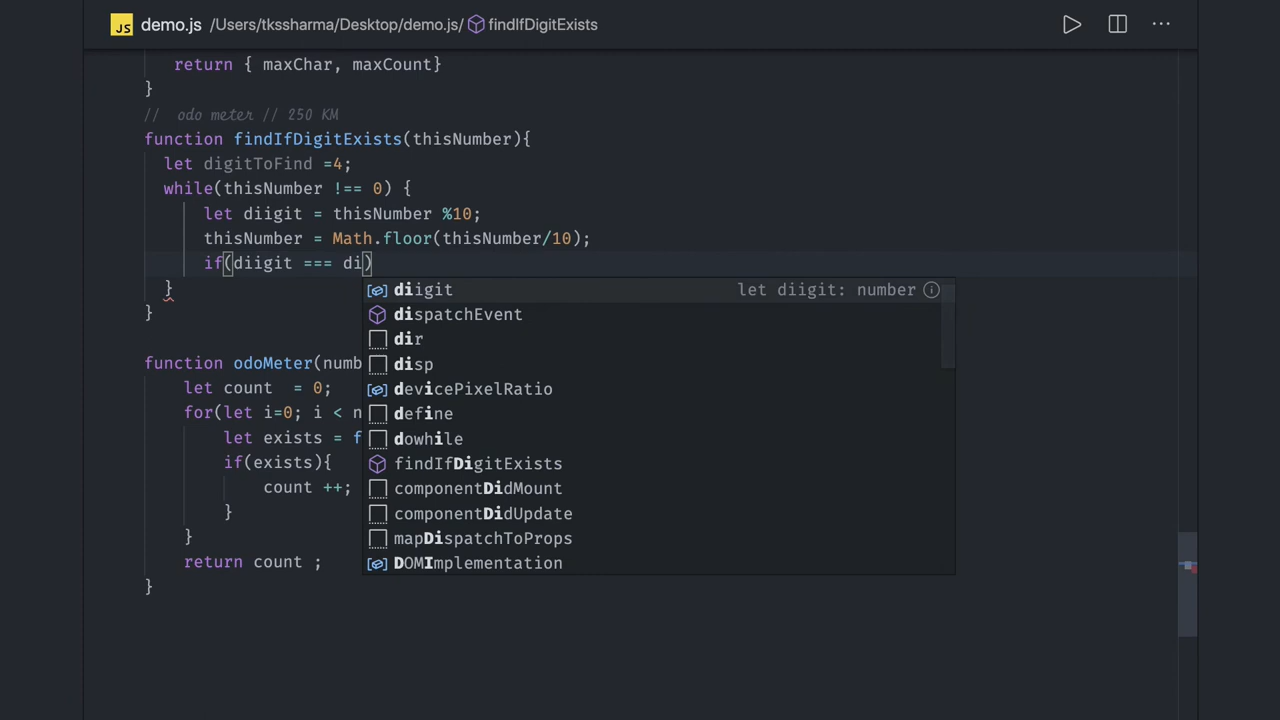 JS demo.js /Users/tkssharma/Desktop/demo.js/ findIfDigitExists
return { maxChar, maxCount}
}
// odo meter // 250 KM
function findIfDigitExists(thisNumber){
let digitToFind =4;
while(thisNumber !== 0) {
let diigit = thisNumber %10;
thisNumber = Math.floor(thisNumber/10);
if(diigit === di)
}
diigit let diigit: number
}
dispatchEvent
dir
function odoMeter(numb
disp
let count  = 0;
devicePixelRatio
for(let i=0; i < n
define
let exists = f
dowhile
if(exists){
findIfDigitExists
count ++;
componentDidMount
}
componentDidUpdate
}
mapDispatchToProps
return count ;
DOMImplementation
}